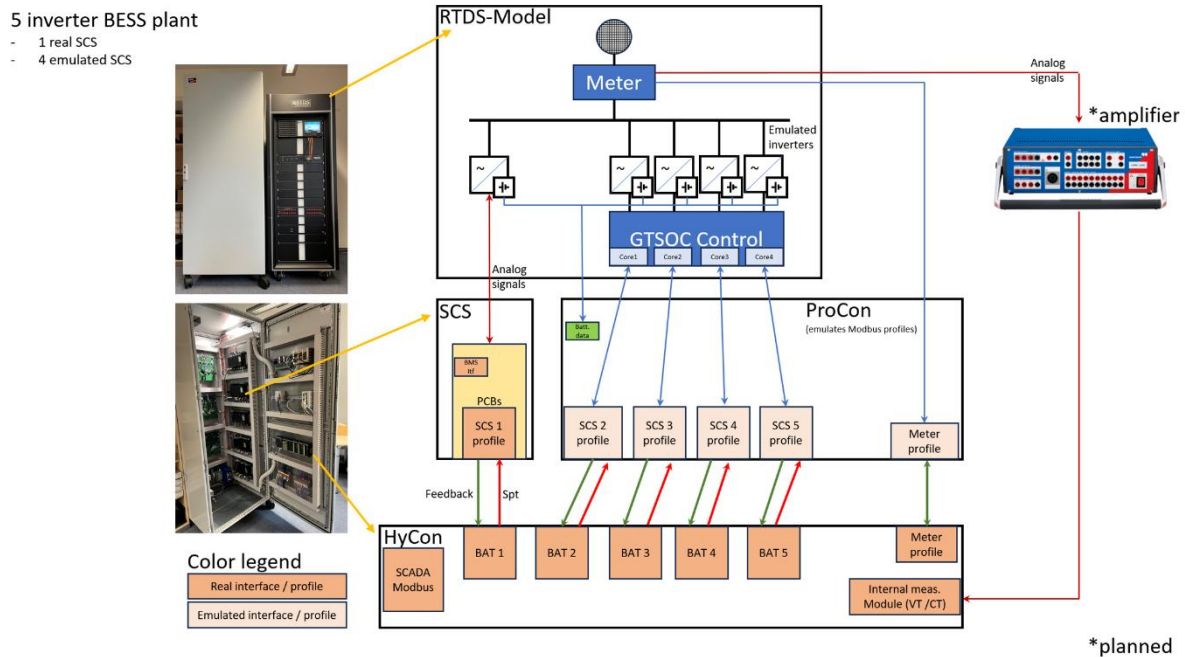 5 inverter BESS plant
- 1 real SCS
- 4 emulated SCS
RTDS-Model
Meter
Analog
signals
*amplifier
Emulated
inverters
~
~
~
~
~
GTSOC Control
Core1
Core2
Core3
Core4
Analog
signals
SCS
ProCon
(emulates Modbus profiles)
Batt.
data
BMS
Itf
PCBs
SCS 1
profile
SCS 2
profile
SCS 3
profile
SCS 4
profile
SCS 5
profile
Meter
profile
Feedback
Spt
HyCon
SCADA
Modbus
BAT 1
BAT 2
BAT 3
BAT 4
BAT 5
Meter
profile
Internal meas.
Module (VT /CT)
Color legend
Real interface / profile
Emulated interface / profile
*planned